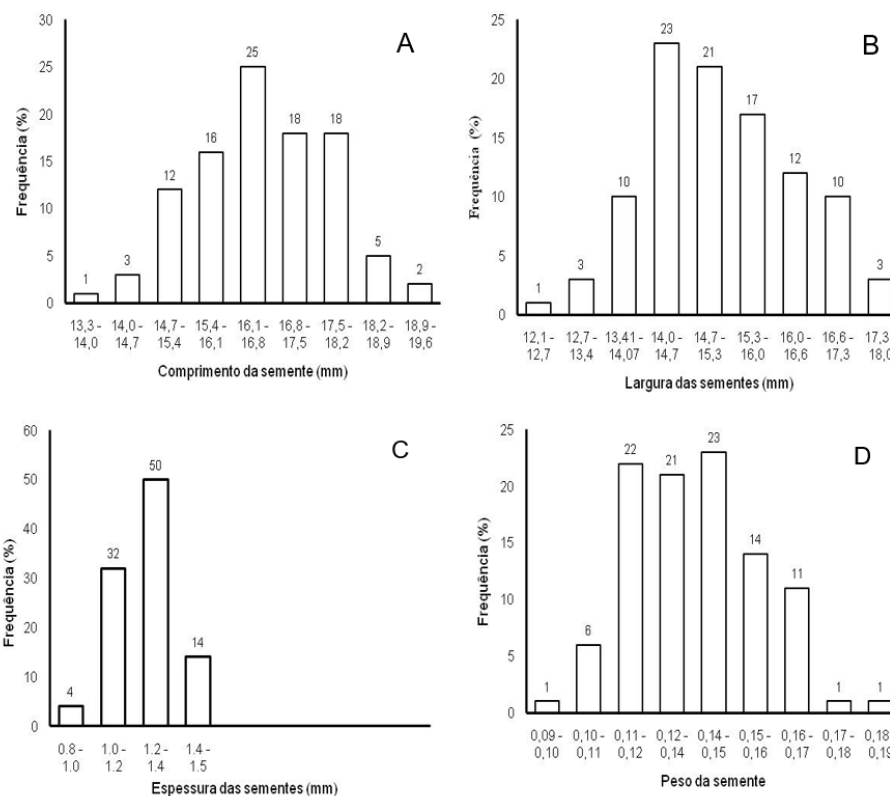 A
Frequência (%)
30
25
20
15
10
5
0
1
3
12
16
25
18
18
5
2
13,3 - 14,0 - 14,7 - 15,4 - 16,1 - 16,8 - 17,5 - 18,2 - 18,9 -
14,0 14,7 15,4 16,1 16,8 17,5 18,2 18,9 19,6
Comprimento da semente (mm)
B
Frequência (%)
25
20
15
10
5
0
1
3
10
23
21
17
12
10
3
12,1 - 12,7 - 13,41 - 14,0 - 14,7 - 15,3 - 16,0 - 16,6 - 17,3
12,7 13,4 14,07 14,7 15,3 16,0 16,6 17,3 18,0
Largura das sementes (mm)
C
Frequência (%)
60
50
40
30
20
10
0
4
32
50
14
0.8 - 1.0 - 1.2 - 1.4 -
1.0 1.2 1.4 1.5
Espessura das sementes (mm)
D
Frequência (%)
25
20
15
10
5
0
1
6
22
21
23
14
11
1
1
0,09 - 0,10 - 0,11 - 0,12 - 0,14 - 0,15 - 0,16 - 0,17 - 0,18
0,10 0,11 0,12 0,14 0,15 0,16 0,17 0,18 0,19
Peso da semente